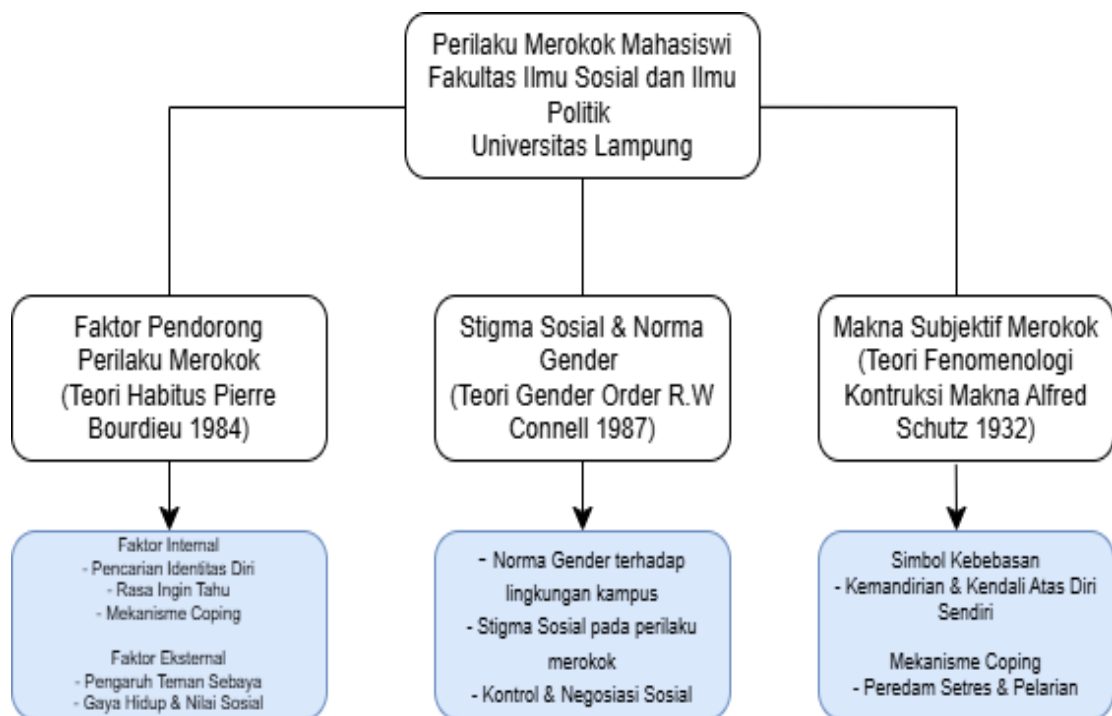 Perilaku Merokok Mahasiswi
Fakultas Ilmu Sosial dan Ilmu
Politik
Universitas Lampung
Faktor Pendorong
Perilaku Merokok
(Teori Habitus Pierre
Bourdieu 1984)
Stigma Sosial & Norma
Gender
(Teori Gender Order R.W
Connell 1987)
Makna Subjektif Merokok
(Teori Fenomenologi
Kontruksi Makna Alfred
Schutz 1932)
Faktor Internal
- Pencarian Identitas Diri
- Rasa Ingin Tahu
- Mekanisme Coping
Faktor Eksternal
- Pengaruh Teman Sebaya
- Gaya Hidup & Nilai Sosial
- Norma Gender terhadap
lingkungan kampus
- Stigma Sosial pada perilaku
merokok
- Kontrol & Negosiasi Sosial
Simbol Kebebasan
- Kemandirian & Kendali Atas Diri
Sendiri
Mekanisme Coping
- Peredam Setres & Pelarian